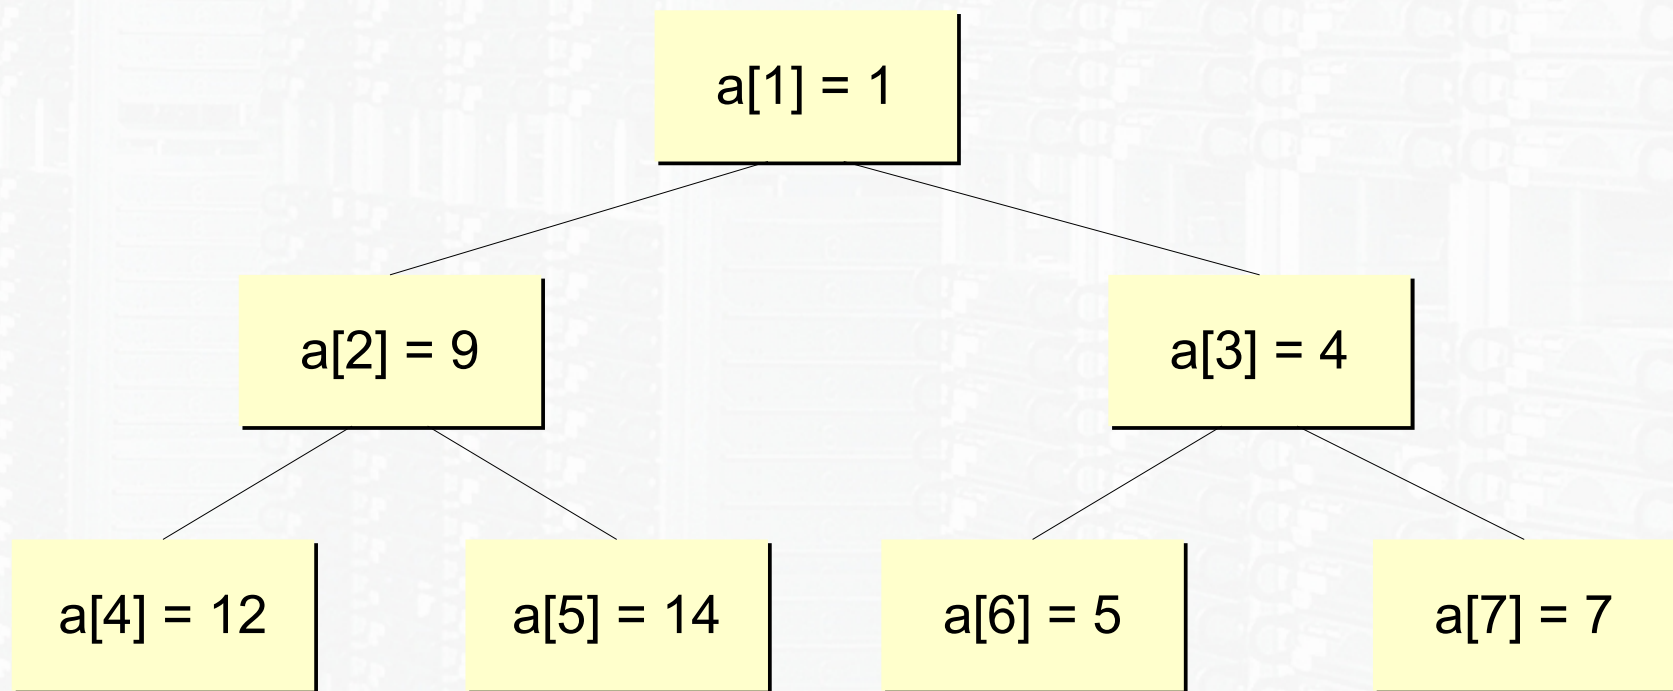 a[1] = 1
a[2] = 9
a[3] = 4
a[4] = 12
a[5] = 14
a[6] = 5
a[7] = 7